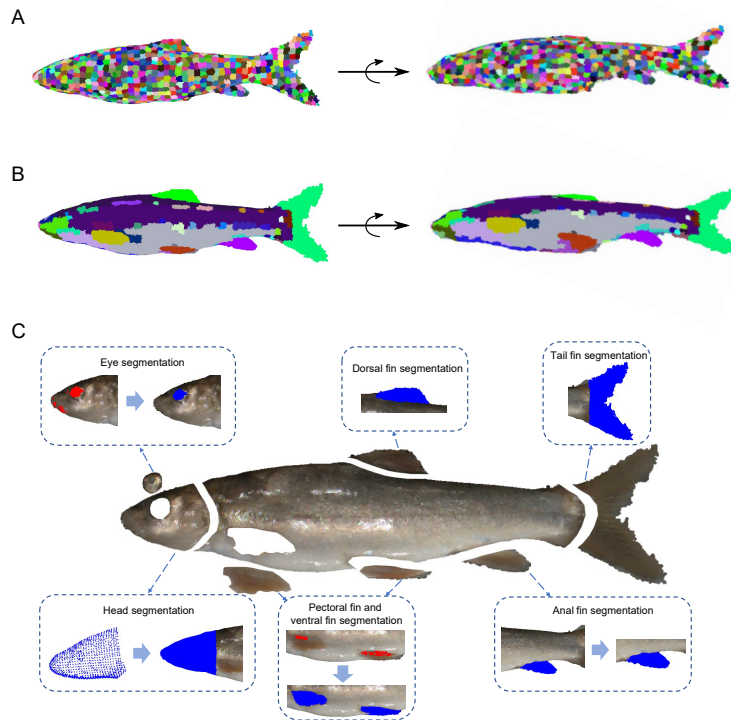 A
B
C
Eye segmentation
Dorsal fin segmentation
Tail fin segmentation
Head segmentation
Pectoral fin and
ventral fin segmentation
Anal fin segmentation